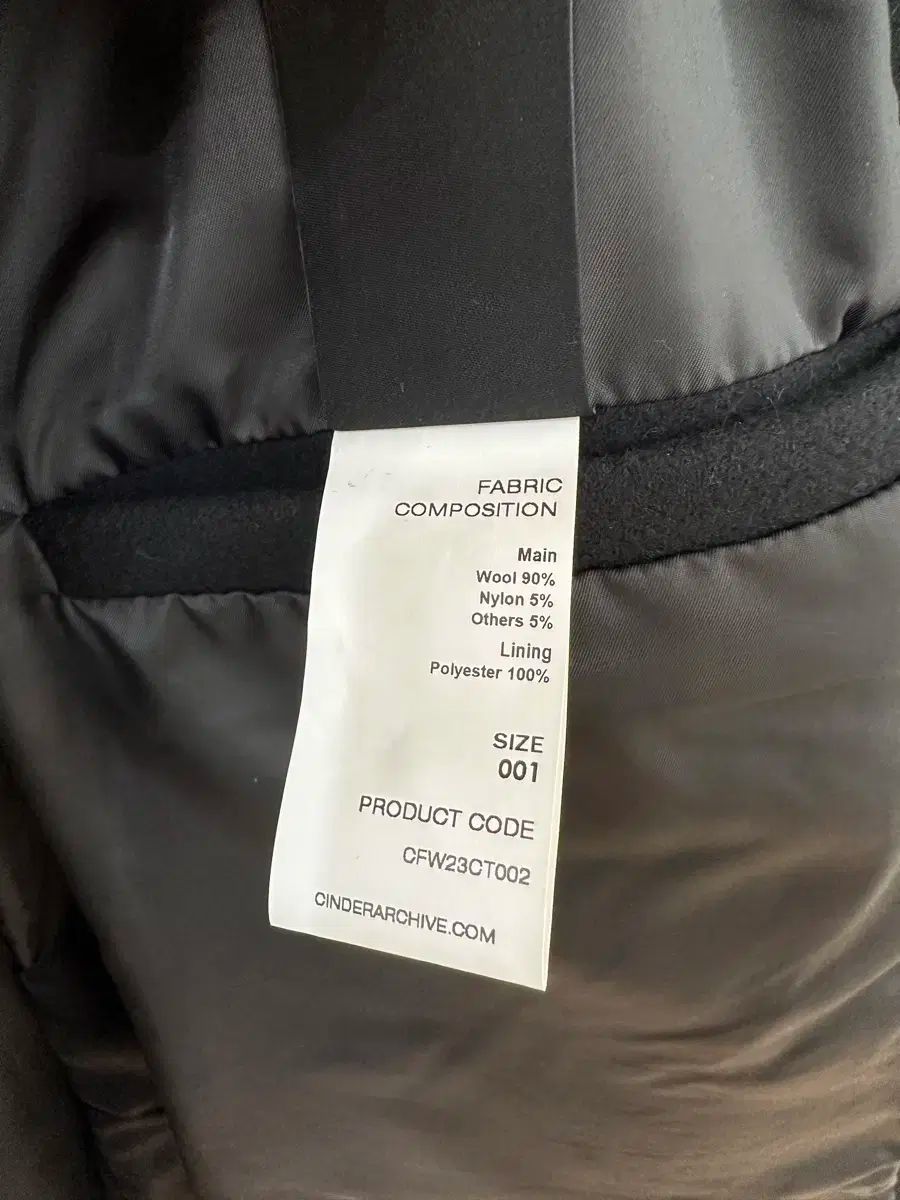 FABRIC
COMPOSITION
Main
Wool 90%
Nylon 5%
Others 5%
Lining
Polyester 100%
SIZE
001
PRODUCT CODE
CFW23CT002
CINDERARCHIVE.COM